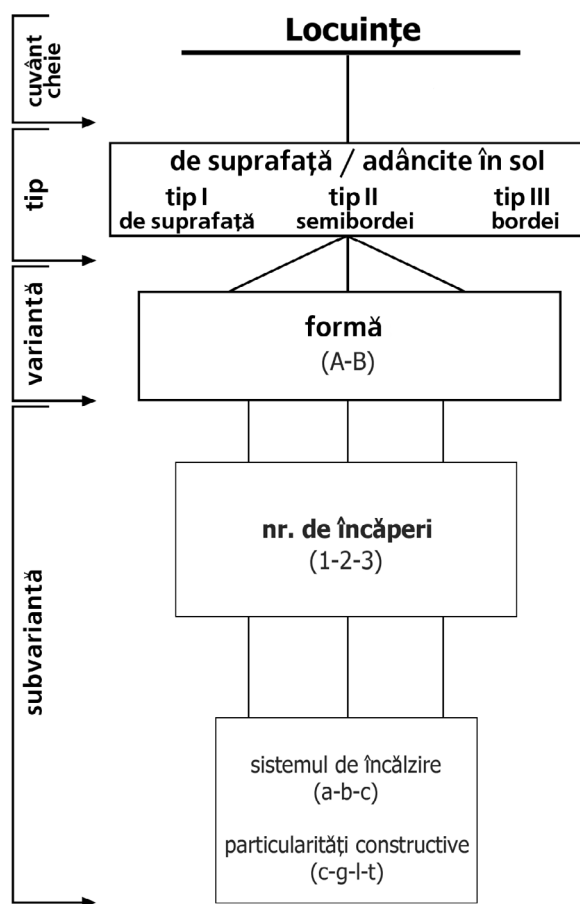 cuvânt
cheie
Locuințe
tip
de suprafață / adâncite în sol
tip I tip II tip III
de suprafață semibordei bordei
variantă
formă
(A-B)
subvariantă
nr. de încăperi
(1-2-3)
sistemul de încălzire
(a-b-c)
particularități constructive
(c-g-l-t)